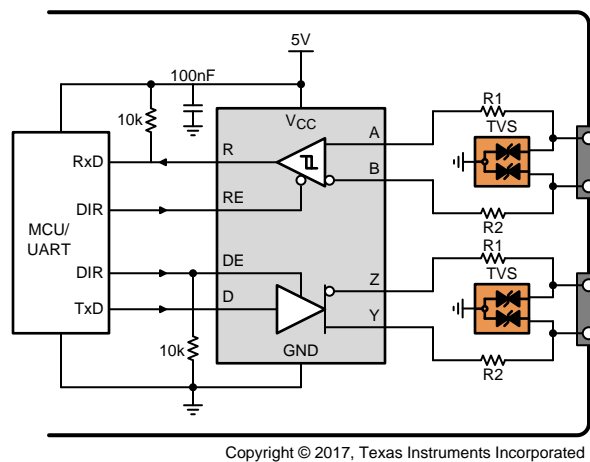 5V
100nF
10k
VCC
R1
TVS
A
R
RxD
B
RE
DIR
R2
MCU/
UART
R1
DE
DIR
TVS
Z
D
TxD
Y
10k
GND
R2
Copyright © 2017, Texas Instruments Incorporated